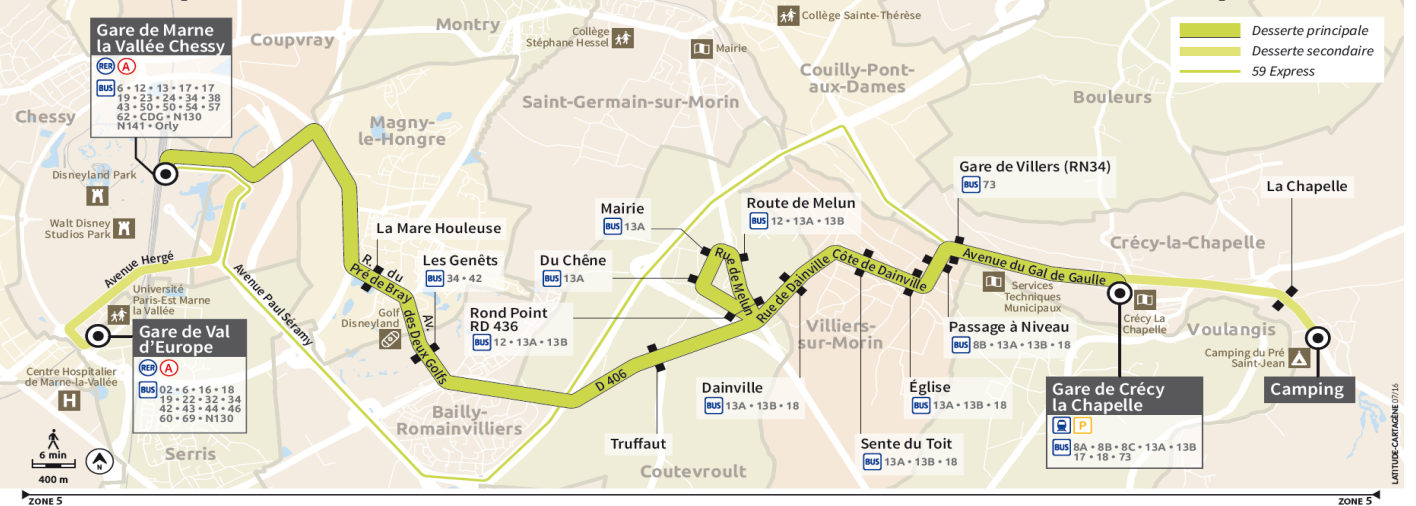 Gare de Marne
la Vallée Chessy
RER A
BUS 6 • 12 • 13 • 17 • 17
19 • 23 • 24 • 34 • 38
43 • 50 • 50 • 54 • 57
62 • CDG • N130
N141 • Orly
Coupvray
Montry
Collège
Stéphane Hessel
Mairie
Collège Sainte-Thérèse
Desserte principale
Desserte secondaire
59 Express
Chessy
Magny-
le-Hongre
Saint-Germain-sur-Morin
Couilly-Pont-
aux-Dames
Bouleurs
Disneyland Park
Walt Disney
Studios Park
Avenue Hergé
Avenue Paul Séramy
Université
Paris-Est Marne
la Vallée
Gare de Val
d’Europe
RER A
BUS 02 • 6 • 16 • 18
19 • 22 • 32 • 34
42 • 43 • 44 • 46
60 • 69 • N130
Centre Hospitalier
de Marne-la-Vallée
H
Serris
6 min
400 m
N
La Mare Houleuse
R. du
Pré de Bray
Les Genêts
BUS 34 • 42
Av.
des Deux Golfs
Golf
Disneyland
Bailly-
Romainvilliers
Mairie
BUS 13A
Du Chêne
BUS 13A
Rond Point
RD 436
BUS 12 • 13A • 13B
Route de Melun
BUS 12 • 13A • 13B
Rue de Melun
D 406
Truffaut
Coutevroult
Rue de Dainville
Dainville
BUS 13A • 13B • 18
Côte de Dainville
Villiers-
sur-Morin
Sente du Toit
BUS 13A • 13B • 18
Église
BUS 13A • 13B • 18
Gare de Villers (RN34)
BUS 73
Passage à Niveau
BUS 8B • 13A • 13B • 18
Avenue du Gal de Gaulle
Services
Techniques
Municipaux
Crécy-la-Chapelle
Crécy La
Chapelle
Gare de Crécy
la Chapelle
P
BUS 8A • 8B • 8C • 13A • 13B
17 • 18 • 73
La Chapelle
Voulangis
Camping du Pré
Saint-Jean
Camping
LATITUDE-CARTAGÈNE 07/16
ZONE 5
ZONE 5